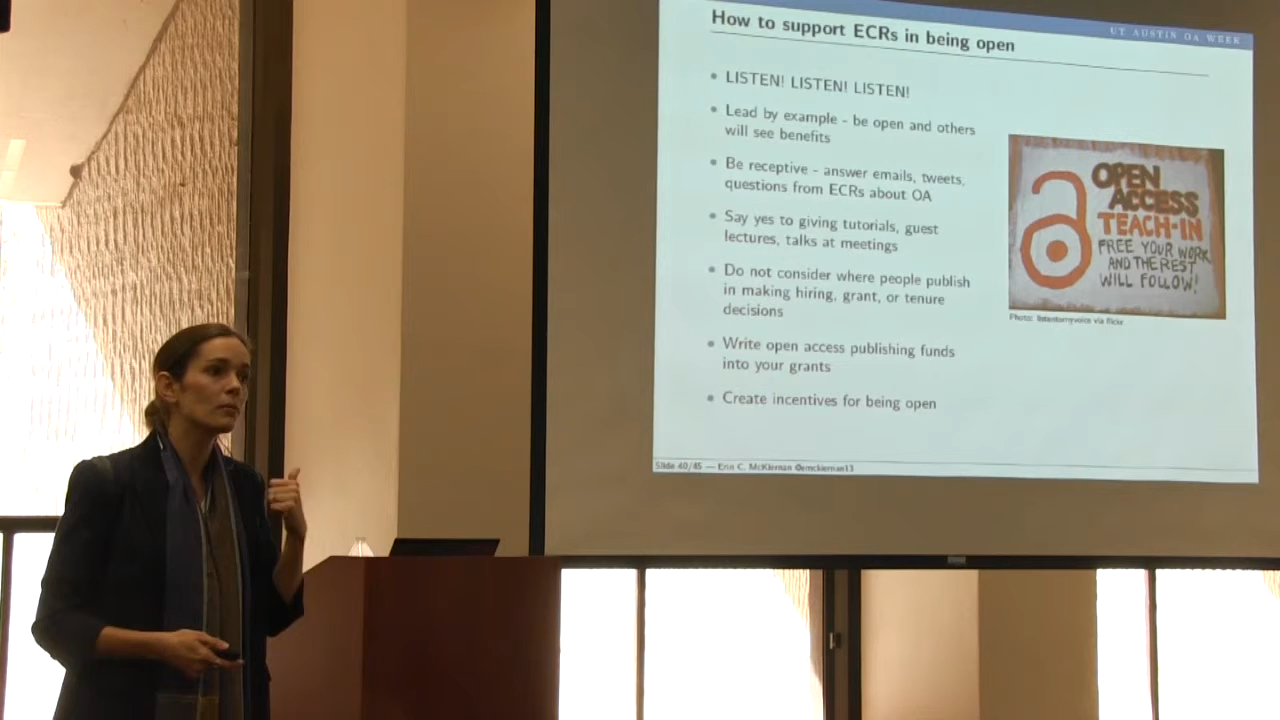 How to support ECRs in being open
UT AUSTIN OA WEEK
LISTEN! LISTEN! LISTEN!
Lead by example - be open and others
will see benefits
Be receptive - answer emails, tweets,
questions from ECRs about OA
Say yes to giving tutorials, guest
lectures, talks at meetings
Do not consider where people publish
in making hiring, grant, or tenure
decisions
Write open access publishing funds
into your grants
Create incentives for being open
OPEN
ACCESS
TEACH-IN
FREE YOUR WORK
AND THE REST
WILL FOLLOW!
Photo: listentomyvoice via flickr
Slide 40/45 — Erin C. McKiernan @emckiernan13